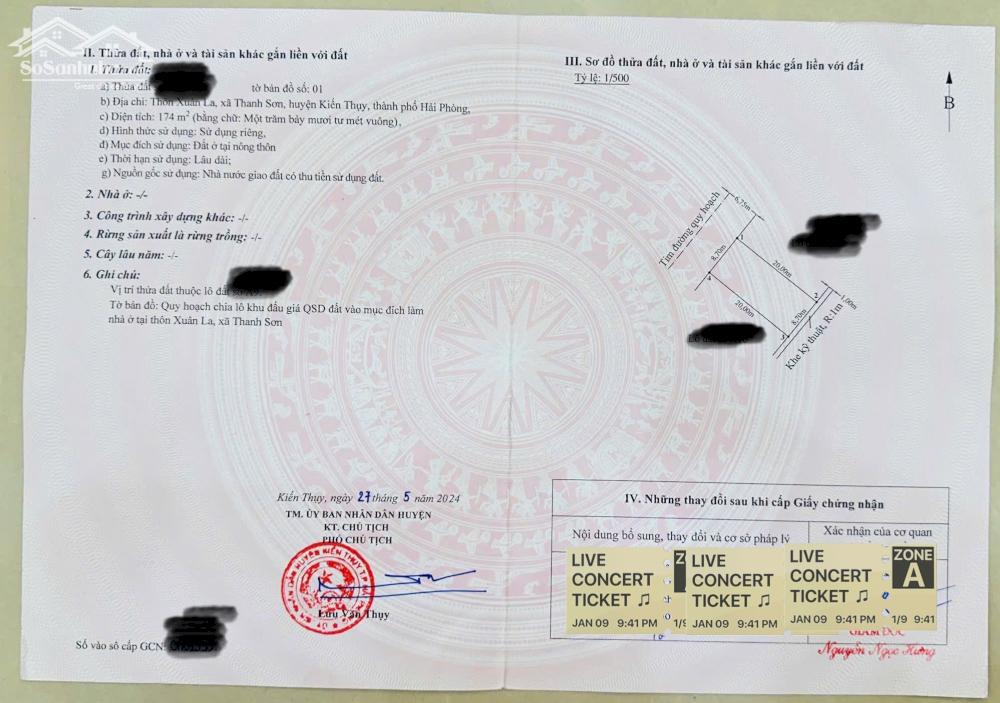 SoSanhnha
II. Thửa đất, nhà ở và tài sản khác gắn liền với đất
1. Thửa đất:
a) Thửa đất tờ bản đồ số: 01
b) Địa chỉ: Thôn Xuân La, xã Thanh Sơn, huyện Kiến Thụy, thành phố Hải Phòng,
c) Diện tích: 174 m² (bằng chữ: Một trăm bảy mươi tư mét vuông),
d) Hình thức sử dụng: Sử dụng riêng,
đ) Mục đích sử dụng: Đất ở tại nông thôn
e) Thời hạn sử dụng: Lâu dài;
g) Nguồn gốc sử dụng: Nhà nước giao đất có thu tiền sử dụng đất.
2. Nhà ở: -/-
3. Công trình xây dựng khác: -/-
4. Rừng sản xuất là rừng trồng: -/-
5. Cây lâu năm: -/-
6. Ghi chú:
Vị trí thửa đất thuộc lô đất
Tờ bản đồ: Quy hoạch chia lô khu đấu giá QSD đất vào mục đích làm
nhà ở tại thôn Xuân La, xã Thanh Sơn
Kiến Thụy, ngày 27 tháng 5 năm 2024
TM. ỦY BAN NHÂN DÂN HUYỆN
KT. CHỦ TỊCH
PHÓ CHỦ TỊCH
Lưu Văn Thụy
Số vào sổ cấp GCN:
III. Sơ đồ thửa đất, nhà ở và tài sản khác gắn liền với đất
Tỷ lệ: 1/500
B
Tim đường quy hoạch
6,75m
1
8,70m
20,00m
4
2
1,00m
20,00m
8,70m
3
Khe kỹ thuật, R:1m
IV. Những thay đổi sau khi cấp Giấy chứng nhận
Nội dung bổ sung, thay đổi và cơ sở pháp lý
Xác nhận của cơ quan
LIVE
CONCERT
TICKET ♫
JAN 09 9:41 PM
LIVE
CONCERT
TICKET ♫
JAN 09 9:41 PM
LIVE
CONCERT
TICKET ♫
JAN 09 9:41 PM
ZONE
A
1/9 9:41
GIÁM ĐỐC
Nguyễn Ngọc Hưng